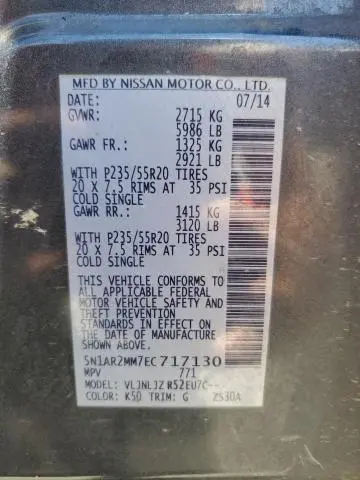 MFD BY NISSAN MOTOR CO., LTD.
DATE: 07/14
GVWR: 2715 KG
5986 LB
GAWR FR.: 1325 KG
2921 LB
WITH P235/55R20 TIRES
20 X 7.5 RIMS AT 35 PSI
COLD SINGLE
GAWR RR.: 1415 KG
3120 LB
WITH P235/55R20 TIRES
20 X 7.5 RIMS AT 35 PSI
COLD SINGLE
THIS VEHICLE CONFORMS TO
ALL APPLICABLE FEDERAL
MOTOR VEHICLE SAFETY AND
THEFT PREVENTION
STANDARDS IN EFFECT ON
THE DATE OF MANUFACTURE
SHOWN ABOVE.
5N1AR2MM7EC717130
MPV 771
MODEL: VLJNLJZ R52EU7C--
COLOR: K50 TRIM: G ZS30A